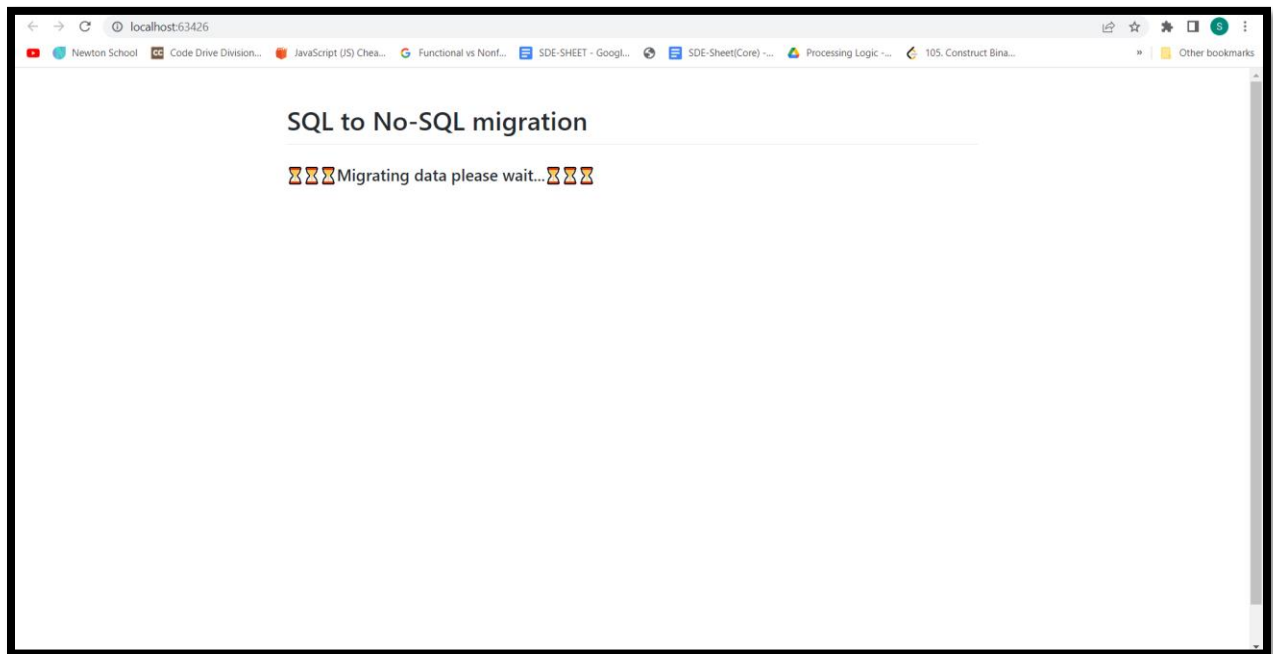 localhost:63426
S
Newton School CC Code Drive Division... JavaScript (JS) Chea... G Functional vs Nonf... SDE-SHEET - Googl... SDE-Sheet(Core) -... Processing Logic -... 105. Construct Bina... » Other bookmarks
SQL to No-SQL migration
⌛⌛⌛Migrating data please wait...⌛⌛⌛